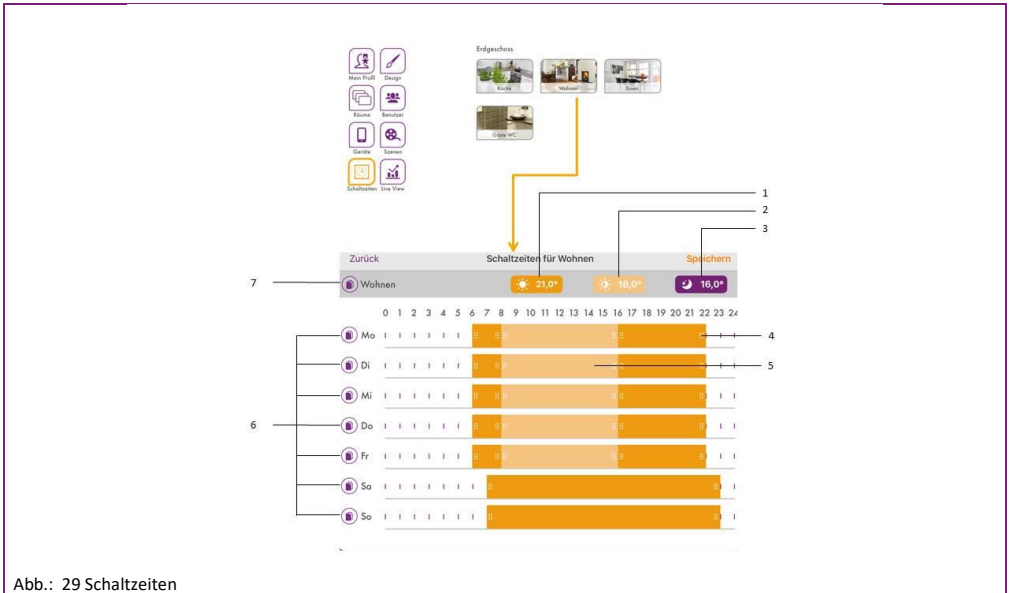 Erdgeschoss
Mein Profil Design
Küche Wohnen Essen
Räume Benutzer
Gäste WC
Geräte Szenen
Schaltzeiten Live View
1
2
3
Zurück Schaltzeiten für Wohnen Speichern
7 Wohnen 21,0° 18,0° 16,0°
0 1 2 3 4 5 6 7 8 9 10 11 12 13 14 15 16 17 18 19 20 21 22 23 24
Mo 4
Di 5
Mi
6 Do
Fr
Sa
So
Abb.: 29 Schaltzeiten